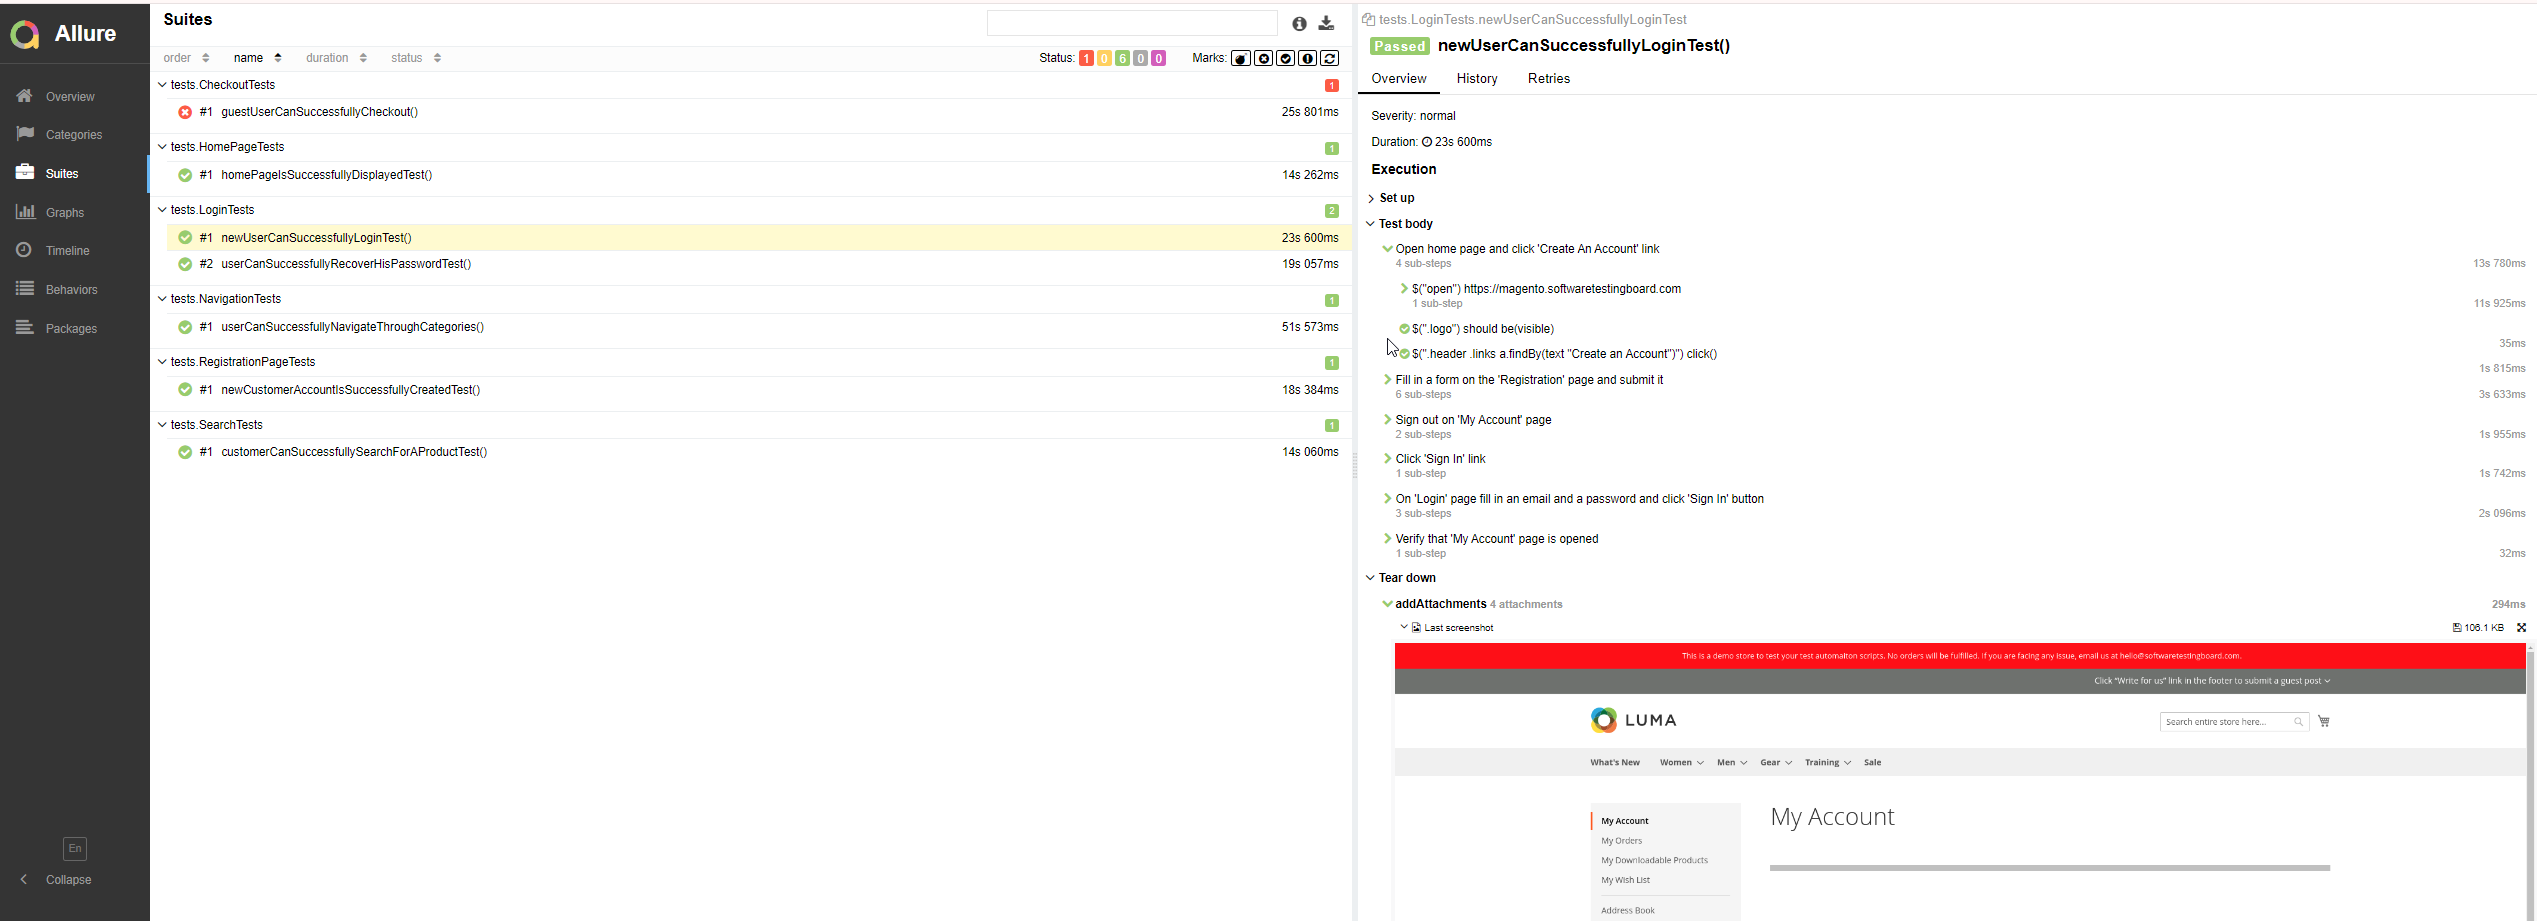 Allure
Overview
Categories
Suites
Graphs
Timeline
Behaviors
Packages
En
Collapse
Suites
order name duration status
Status: 1 0 6 0 0 Marks:
tests.CheckoutTests 1
#1 guestUserCanSuccessfullyCheckout() 25s 801ms
tests.HomePageTests 1
#1 homePageIsSuccessfullyDisplayedTest() 14s 262ms
tests.LoginTests 2
#1 newUserCanSuccessfullyLoginTest() 23s 600ms
#2 userCanSuccessfullyRecoverHisPasswordTest() 19s 057ms
tests.NavigationTests 1
#1 userCanSuccessfullyNavigateThroughCategories() 51s 573ms
tests.RegistrationPageTests 1
#1 newCustomerAccountIsSuccessfullyCreatedTest() 18s 384ms
tests.SearchTests 1
#1 customerCanSuccessfullySearchForAProductTest() 14s 060ms
tests.LoginTests.newUserCanSuccessfullyLoginTest
Passed newUserCanSuccessfullyLoginTest()
Overview History Retries
Severity: normal
Duration: 23s 600ms
Execution
Set up
Test body
Open home page and click 'Create An Account' link
4 sub-steps 13s 780ms
$("open") https://magento.softwaretestingboard.com
1 sub-step 11s 925ms
$(".logo") should be(visible)
35ms
$(".header .links a.findBy(text "Create an Account")") click()
1s 815ms
Fill in a form on the 'Registration' page and submit it
6 sub-steps 3s 633ms
Sign out on 'My Account' page
2 sub-steps 1s 955ms
Click 'Sign In' link
1 sub-step 1s 742ms
On 'Login' page fill in an email and a password and click 'Sign In' button
3 sub-steps 2s 096ms
Verify that 'My Account' page is opened
1 sub-step 32ms
Tear down
addAttachments 4 attachments 294ms
Last screenshot 106.1 KB
This is a demo store to test your test automaiton scripts. No orders will be fulfilled. If you are facing any issue, email us at hello@softwaretestingboard.com.
Click "Write for us" link in the footer to submit a guest post
LUMA
Search entire store here...
What's New Women Men Gear Training Sale
My Account
My Orders
My Downloadable Products
My Wish List
Address Book
My Account